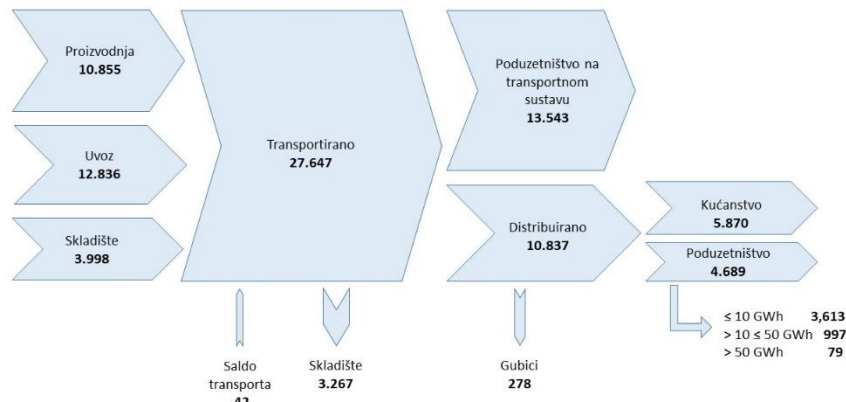 Proizvodnja
10.855
Uvoz
12.836
Skladište
3.998
Transportirano
27.647
Poduzetništvo na
transportnom
sustavu
13.543
Distribuirano
10.837
Kućanstvo
5.870
Poduzetništvo
4.689
≤ 10 GWh 3,613
> 10 ≤ 50 GWh 997
> 50 GWh 79
Saldo
transporta
42
Skladište
3.267
Gubici
278